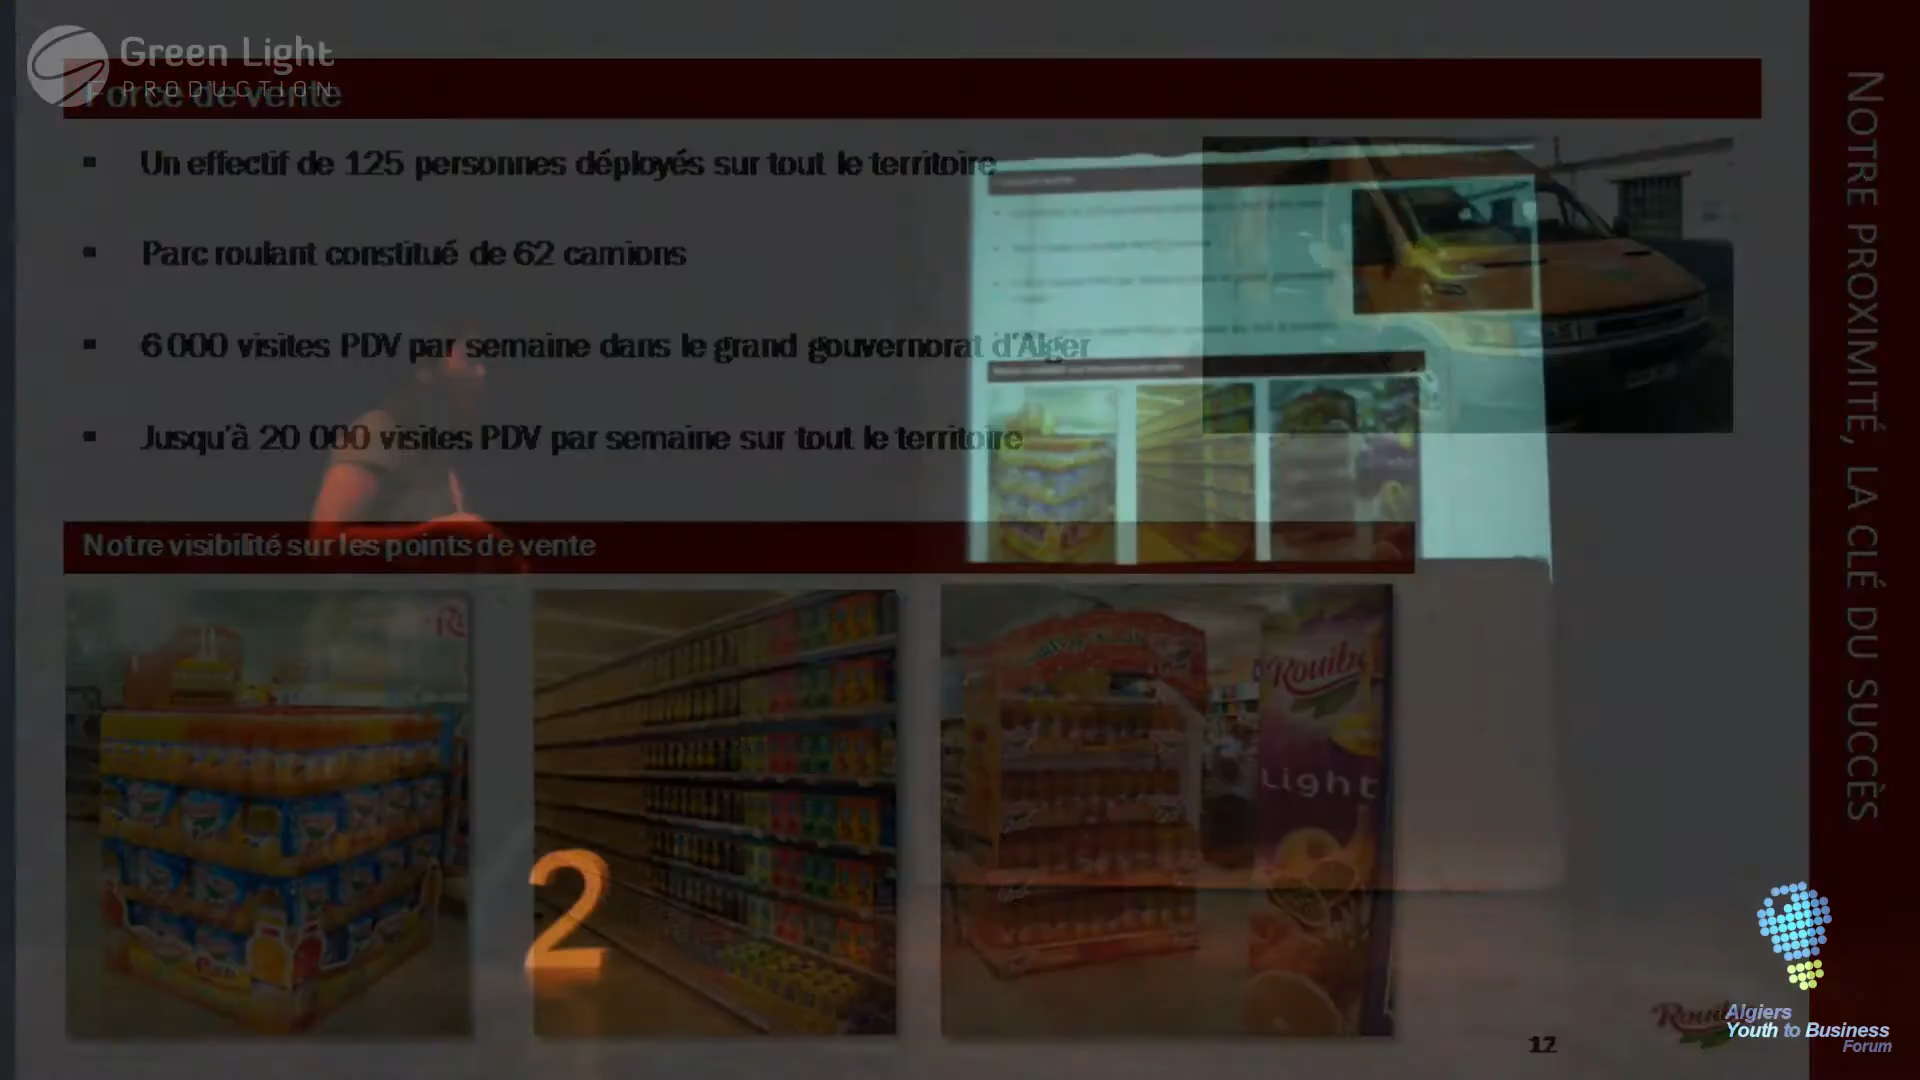 Green Light
PRODUCTION
Force de vente
Un effectif de 125 personnes déployés sur tout le territoire
Parc roulant constitué de 62 camions
6 000 visites PDV par semaine dans le grand gouvernorat d'Alger
Jusqu'à 20 000 visites PDV par semaine sur tout le territoire
Notre visibilité sur les points de vente
NOTRE PROXIMITÉ, LA CLÉ DU SUCCÈS
Rouiba
Light
2
12
Algiers
Youth to Business
Forum